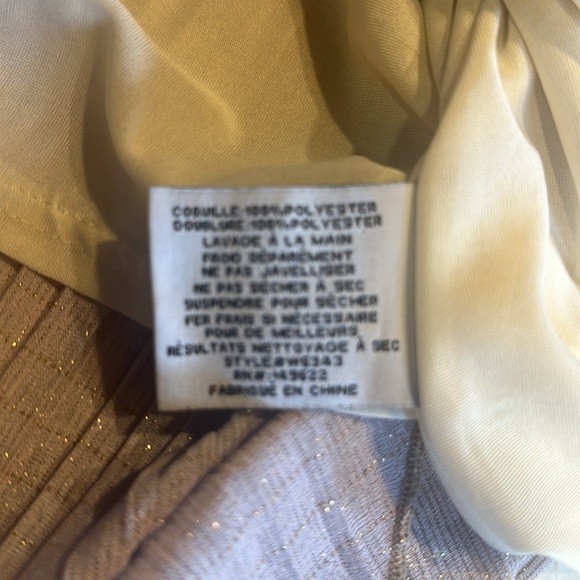 COQUILLE:100%POLYESTER
DOUBLURE:100%POLYESTER
LAVAGE À LA MAIN
FROID SÉPARÉMENT
NE PAS JAVELLISER
NE PAS SÉCHER À SEC
SUSPENDRE POUR SÉCHER
FER FRAIS SI NÉCESSAIRE
POUR DE MEILLEURS
RÉSULTATS NETTOYAGE À SEC
STYLE#W6343
RN#:149622
FABRIQUÉ EN CHINE